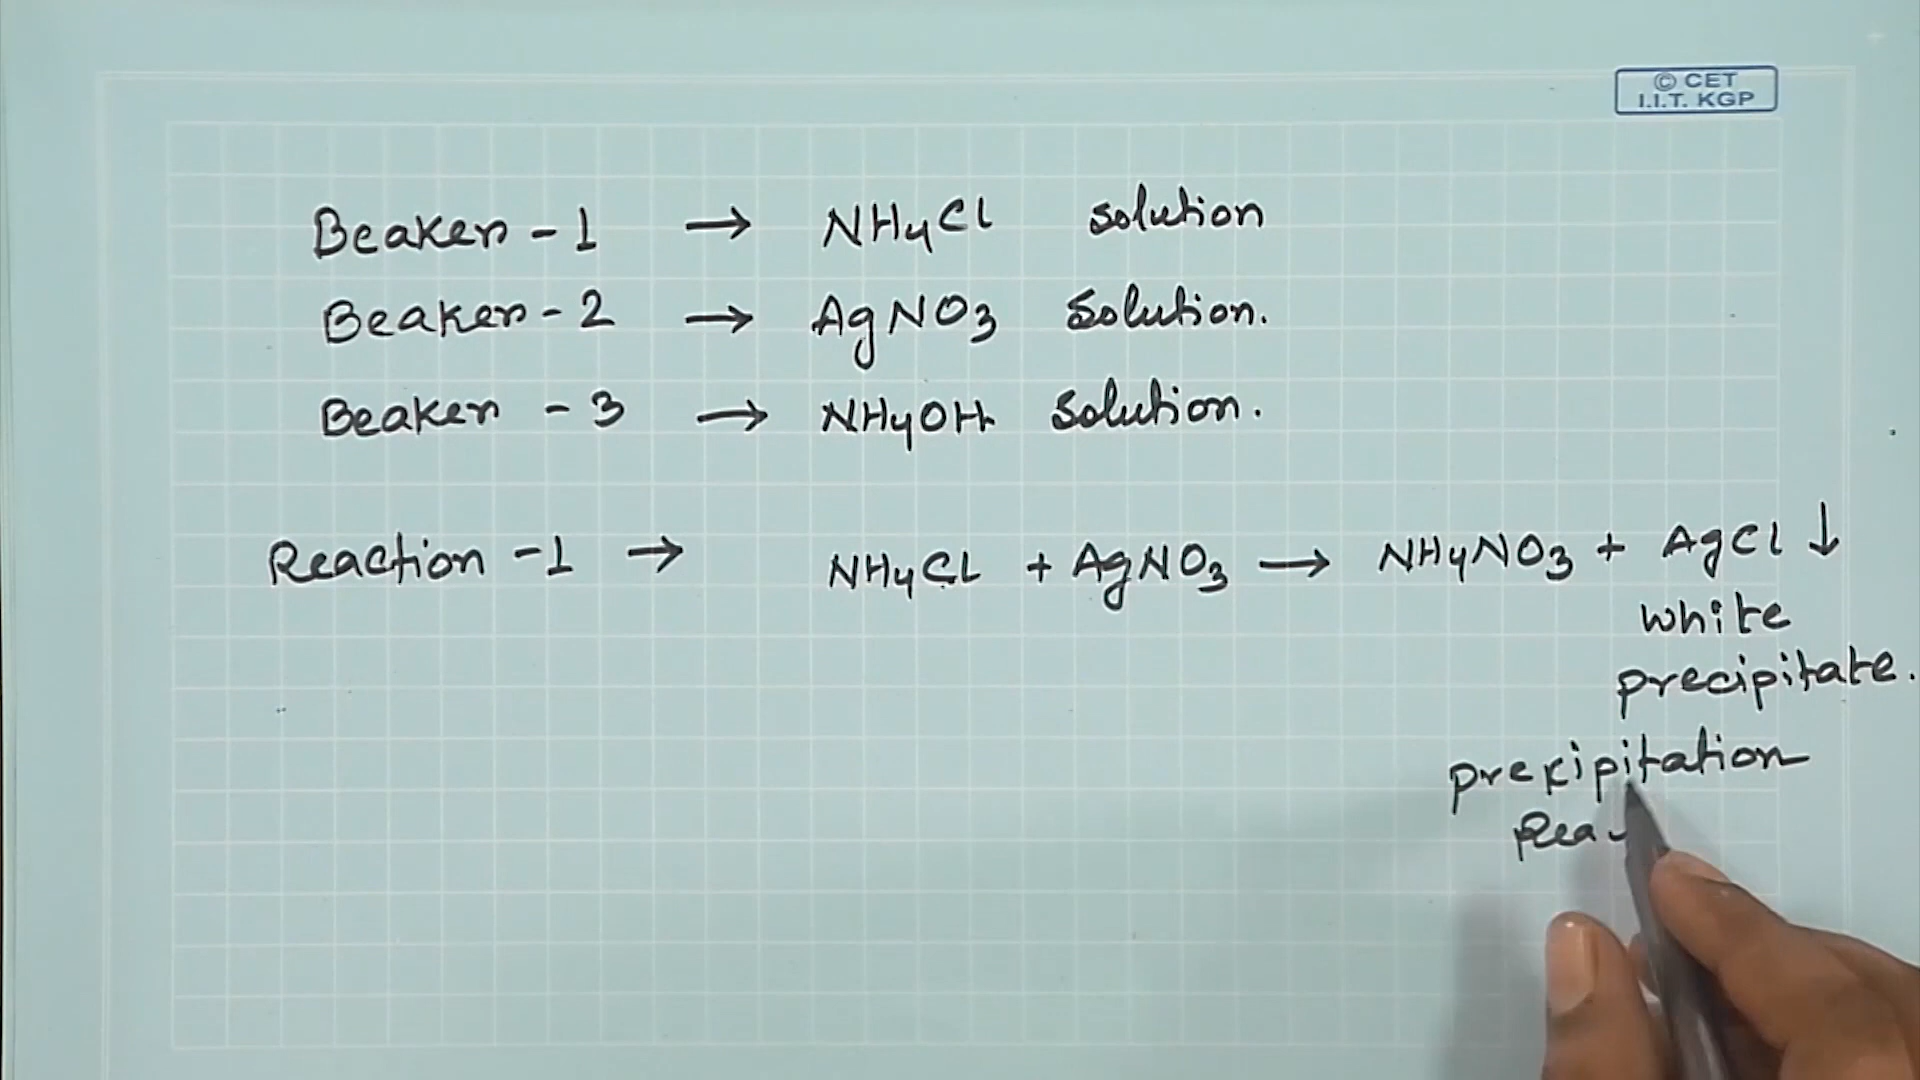 © CET
I.I.T. KGP
Beaker - 1 → NH4Cl solution
Beaker - 2 → AgNO3 Solution.
Beaker - 3 → NH4OH Solution.
Reaction - 1 → NH4Cl + AgNO3 → NH4NO3 + AgCl ↓
white
precipitate.
precipitation
Rea